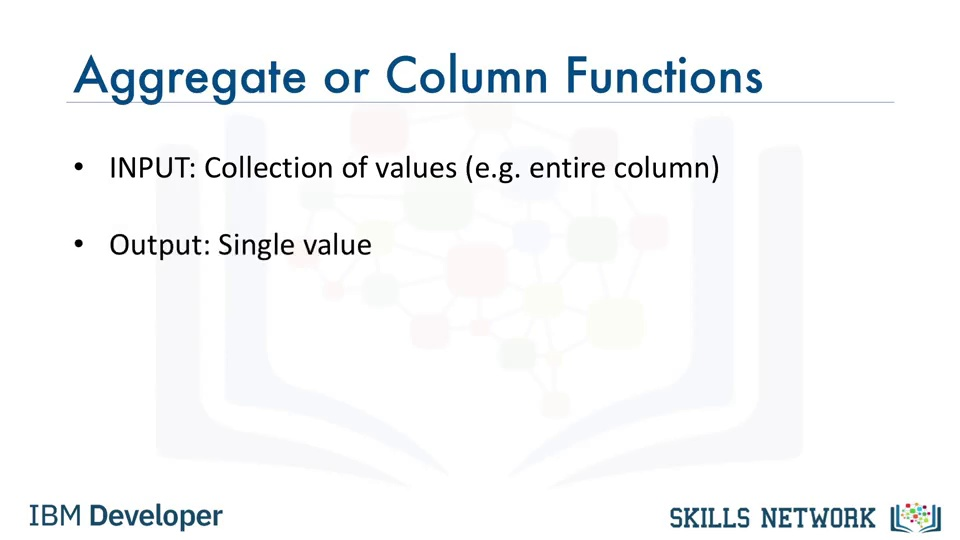 Aggregate or Column Functions
• INPUT: Collection of values (e.g. entire column)
• Output: Single value
IBM Developer
SKILLS NETWORK